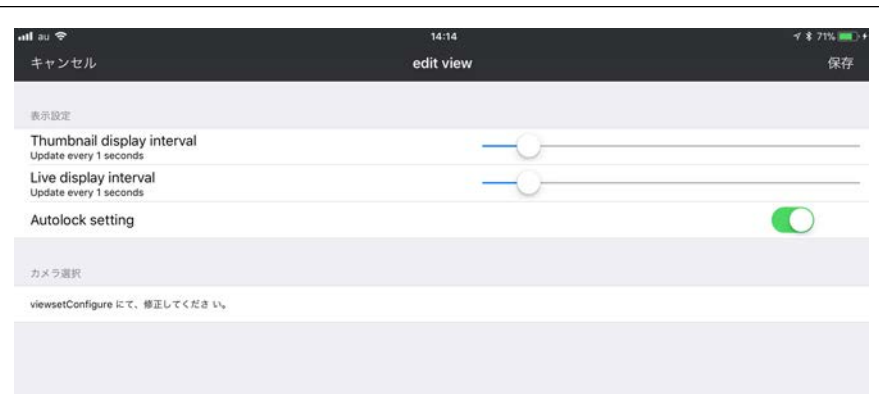 au 14:14 71%
キャンセル edit view 保存
表示設定
Thumbnail display interval
Update every 1 seconds
Live display interval
Update every 1 seconds
Autolock setting
カメラ選択
viewsetConfigure にて、修正してくださ い。